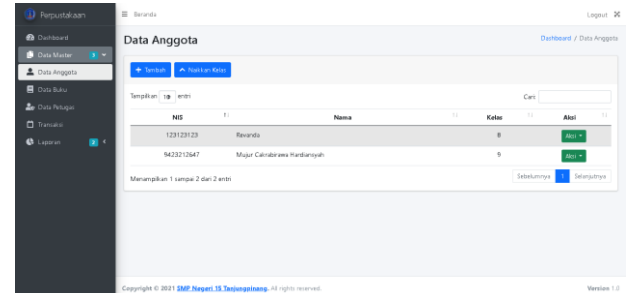 Perpustakaan
Beranda
Logout
Dashboard
Data Master
Data Anggota
Data Buku
Data Petugas
Transaksi
Laporan 2
Data Anggota
Dashboard / Data Anggota
+ Tambah
Naikkan Kelas
Tampilkan 10 entri
Cari:
NIS Nama Kelas Aksi
123123123 Revanda 8 Aksi
9423212647 Mujur Cakrabirawa Hardiansyah 9 Aksi
Menampilkan 1 sampai 2 dari 2 entri
Sebelumnya 1 Selanjutnya
Copyright © 2021 SMP Negeri 15 Tanjungpinang. All rights reserved.
Version 1.0